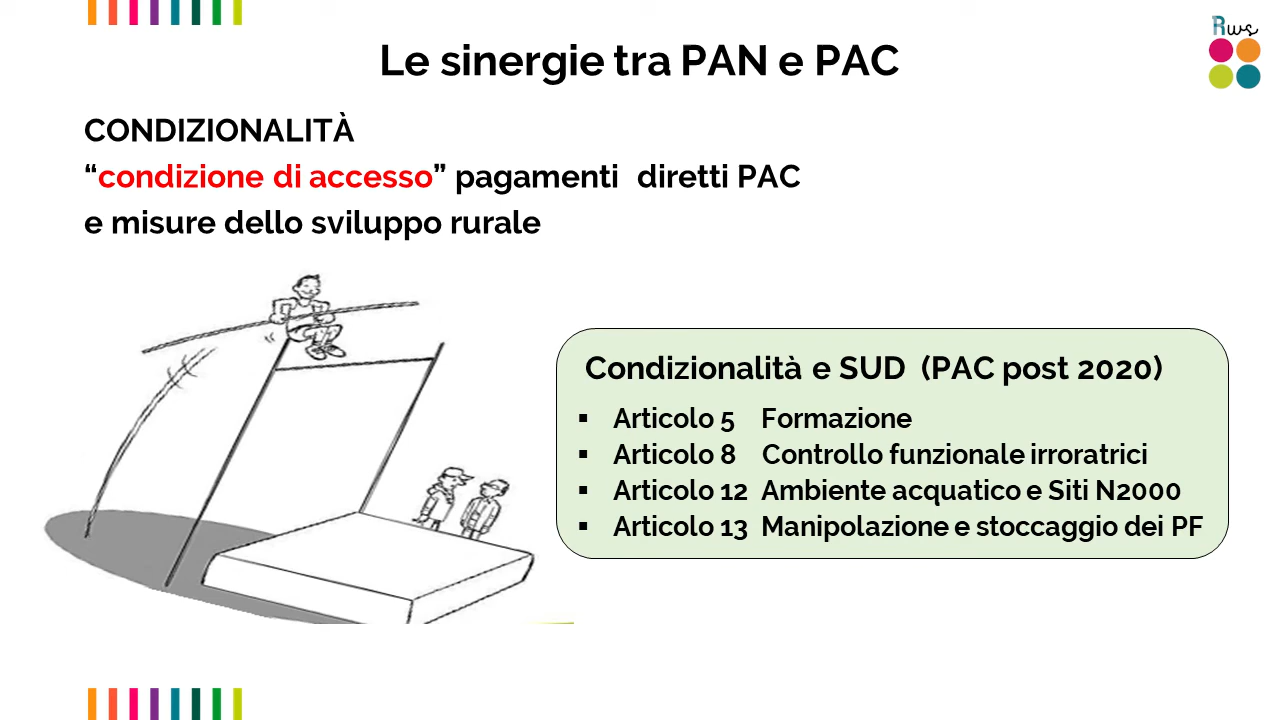 Rws
Le sinergie tra PAN e PAC
CONDIZIONALITÀ
“condizione di accesso” pagamenti diretti PAC
e misure dello sviluppo rurale
Condizionalità e SUD (PAC post 2020)
▪ Articolo 5 Formazione
▪ Articolo 8 Controllo funzionale irroratrici
▪ Articolo 12 Ambiente acquatico e Siti N2000
▪ Articolo 13 Manipolazione e stoccaggio dei PF